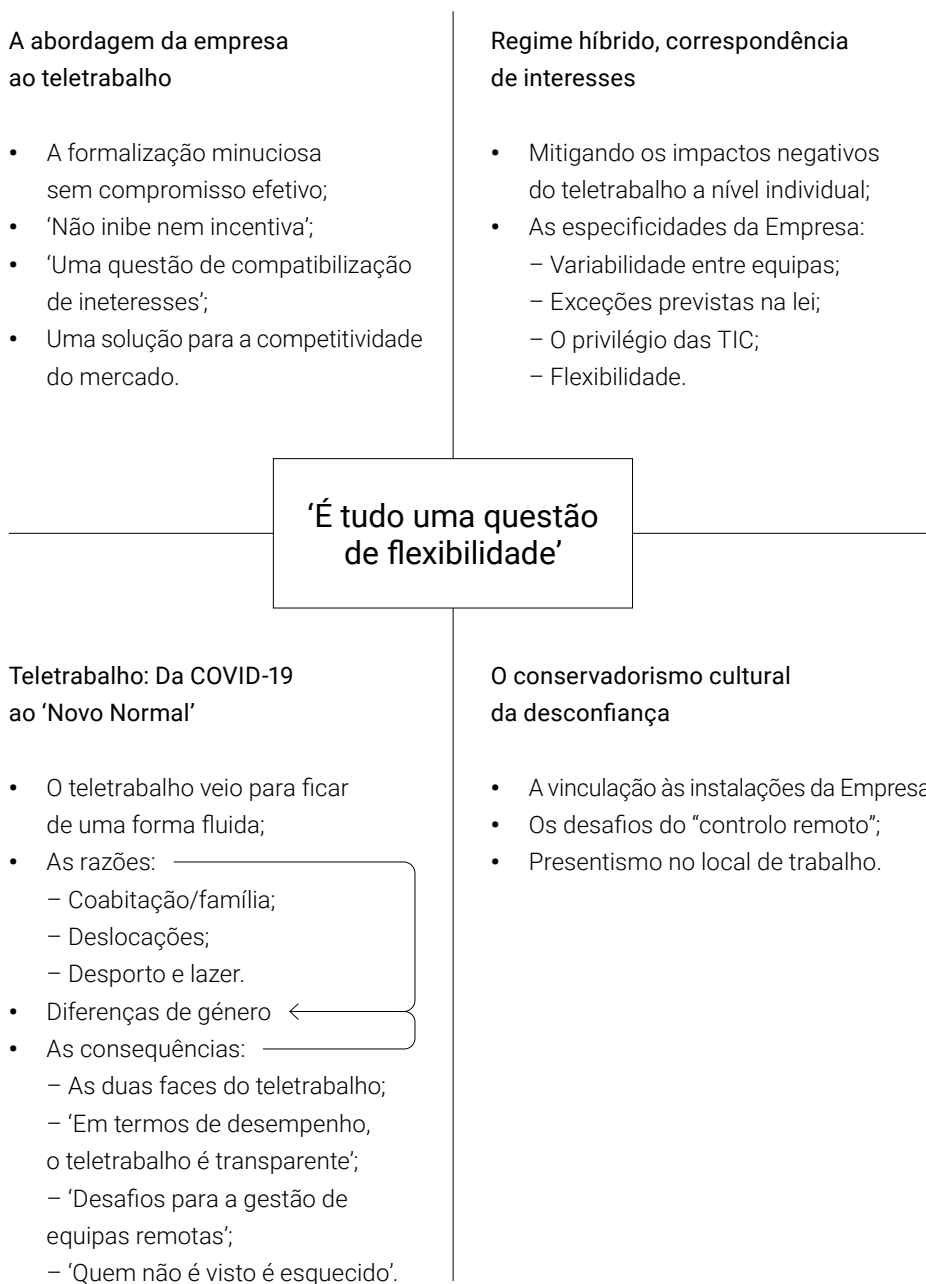 A abordagem da empresa
ao teletrabalho
• A formalização minuciosa
sem compromisso efetivo;
• ‘Não inibe nem incentiva’;
• ‘Uma questão de compatibilização
de ineteresses’;
• Uma solução para a competitividade
do mercado.
Regime híbrido, correspondência
de interesses
• Mitigando os impactos negativos
do teletrabalho a nível individual;
• As especificidades da Empresa:
– Variabilidade entre equipas;
– Exceções previstas na lei;
– O privilégio das TIC;
– Flexibilidade.
‘É tudo uma questão
de flexibilidade’
Teletrabalho: Da COVID-19
ao ‘Novo Normal’
• O teletrabalho veio para ficar
de uma forma fluida;
• As razões:
– Coabitação/família;
– Deslocações;
– Desporto e lazer.
• Diferenças de género
• As consequências:
– As duas faces do teletrabalho;
– ‘Em termos de desempenho,
o teletrabalho é transparente’;
– ‘Desafios para a gestão de
equipas remotas’;
– ‘Quem não é visto é esquecido’.
O conservadorismo cultural
da desconfiança
• A vinculação às instalações da Empresa
• Os desafios do “controlo remoto”;
• Presentismo no local de trabalho.